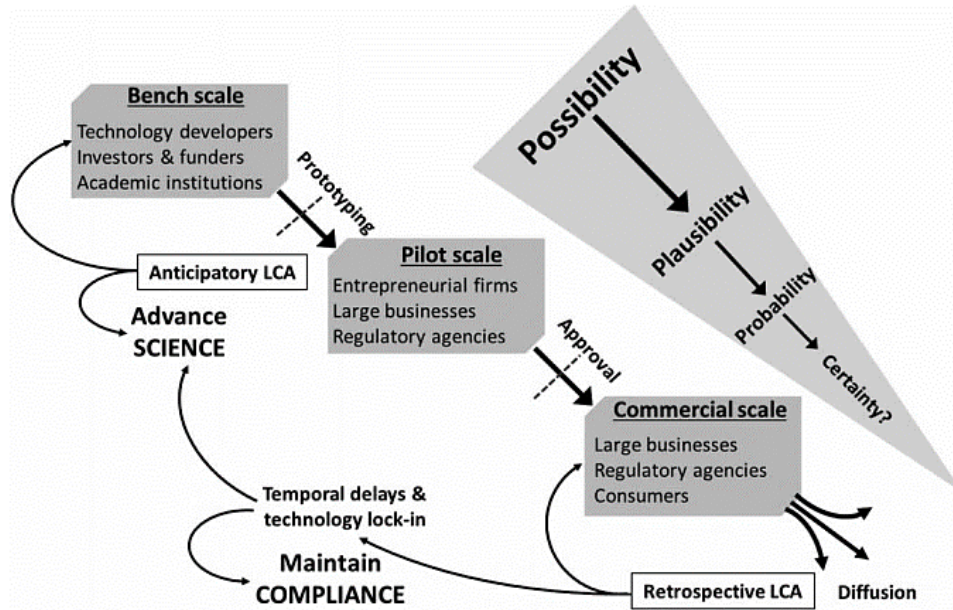 Bench scale
Technology developers
Investors & funders
Academic institutions
Prototyping
Pilot scale
Entrepreneurial firms
Large businesses
Regulatory agencies
Approval
Commercial scale
Large businesses
Regulatory agencies
Consumers
Diffusion
Possibility
Plausibility
Probability
Certainty?
Anticipatory LCA
Advance
SCIENCE
Temporal delays &
technology lock-in
Maintain
COMPLIANCE
Retrospective LCA